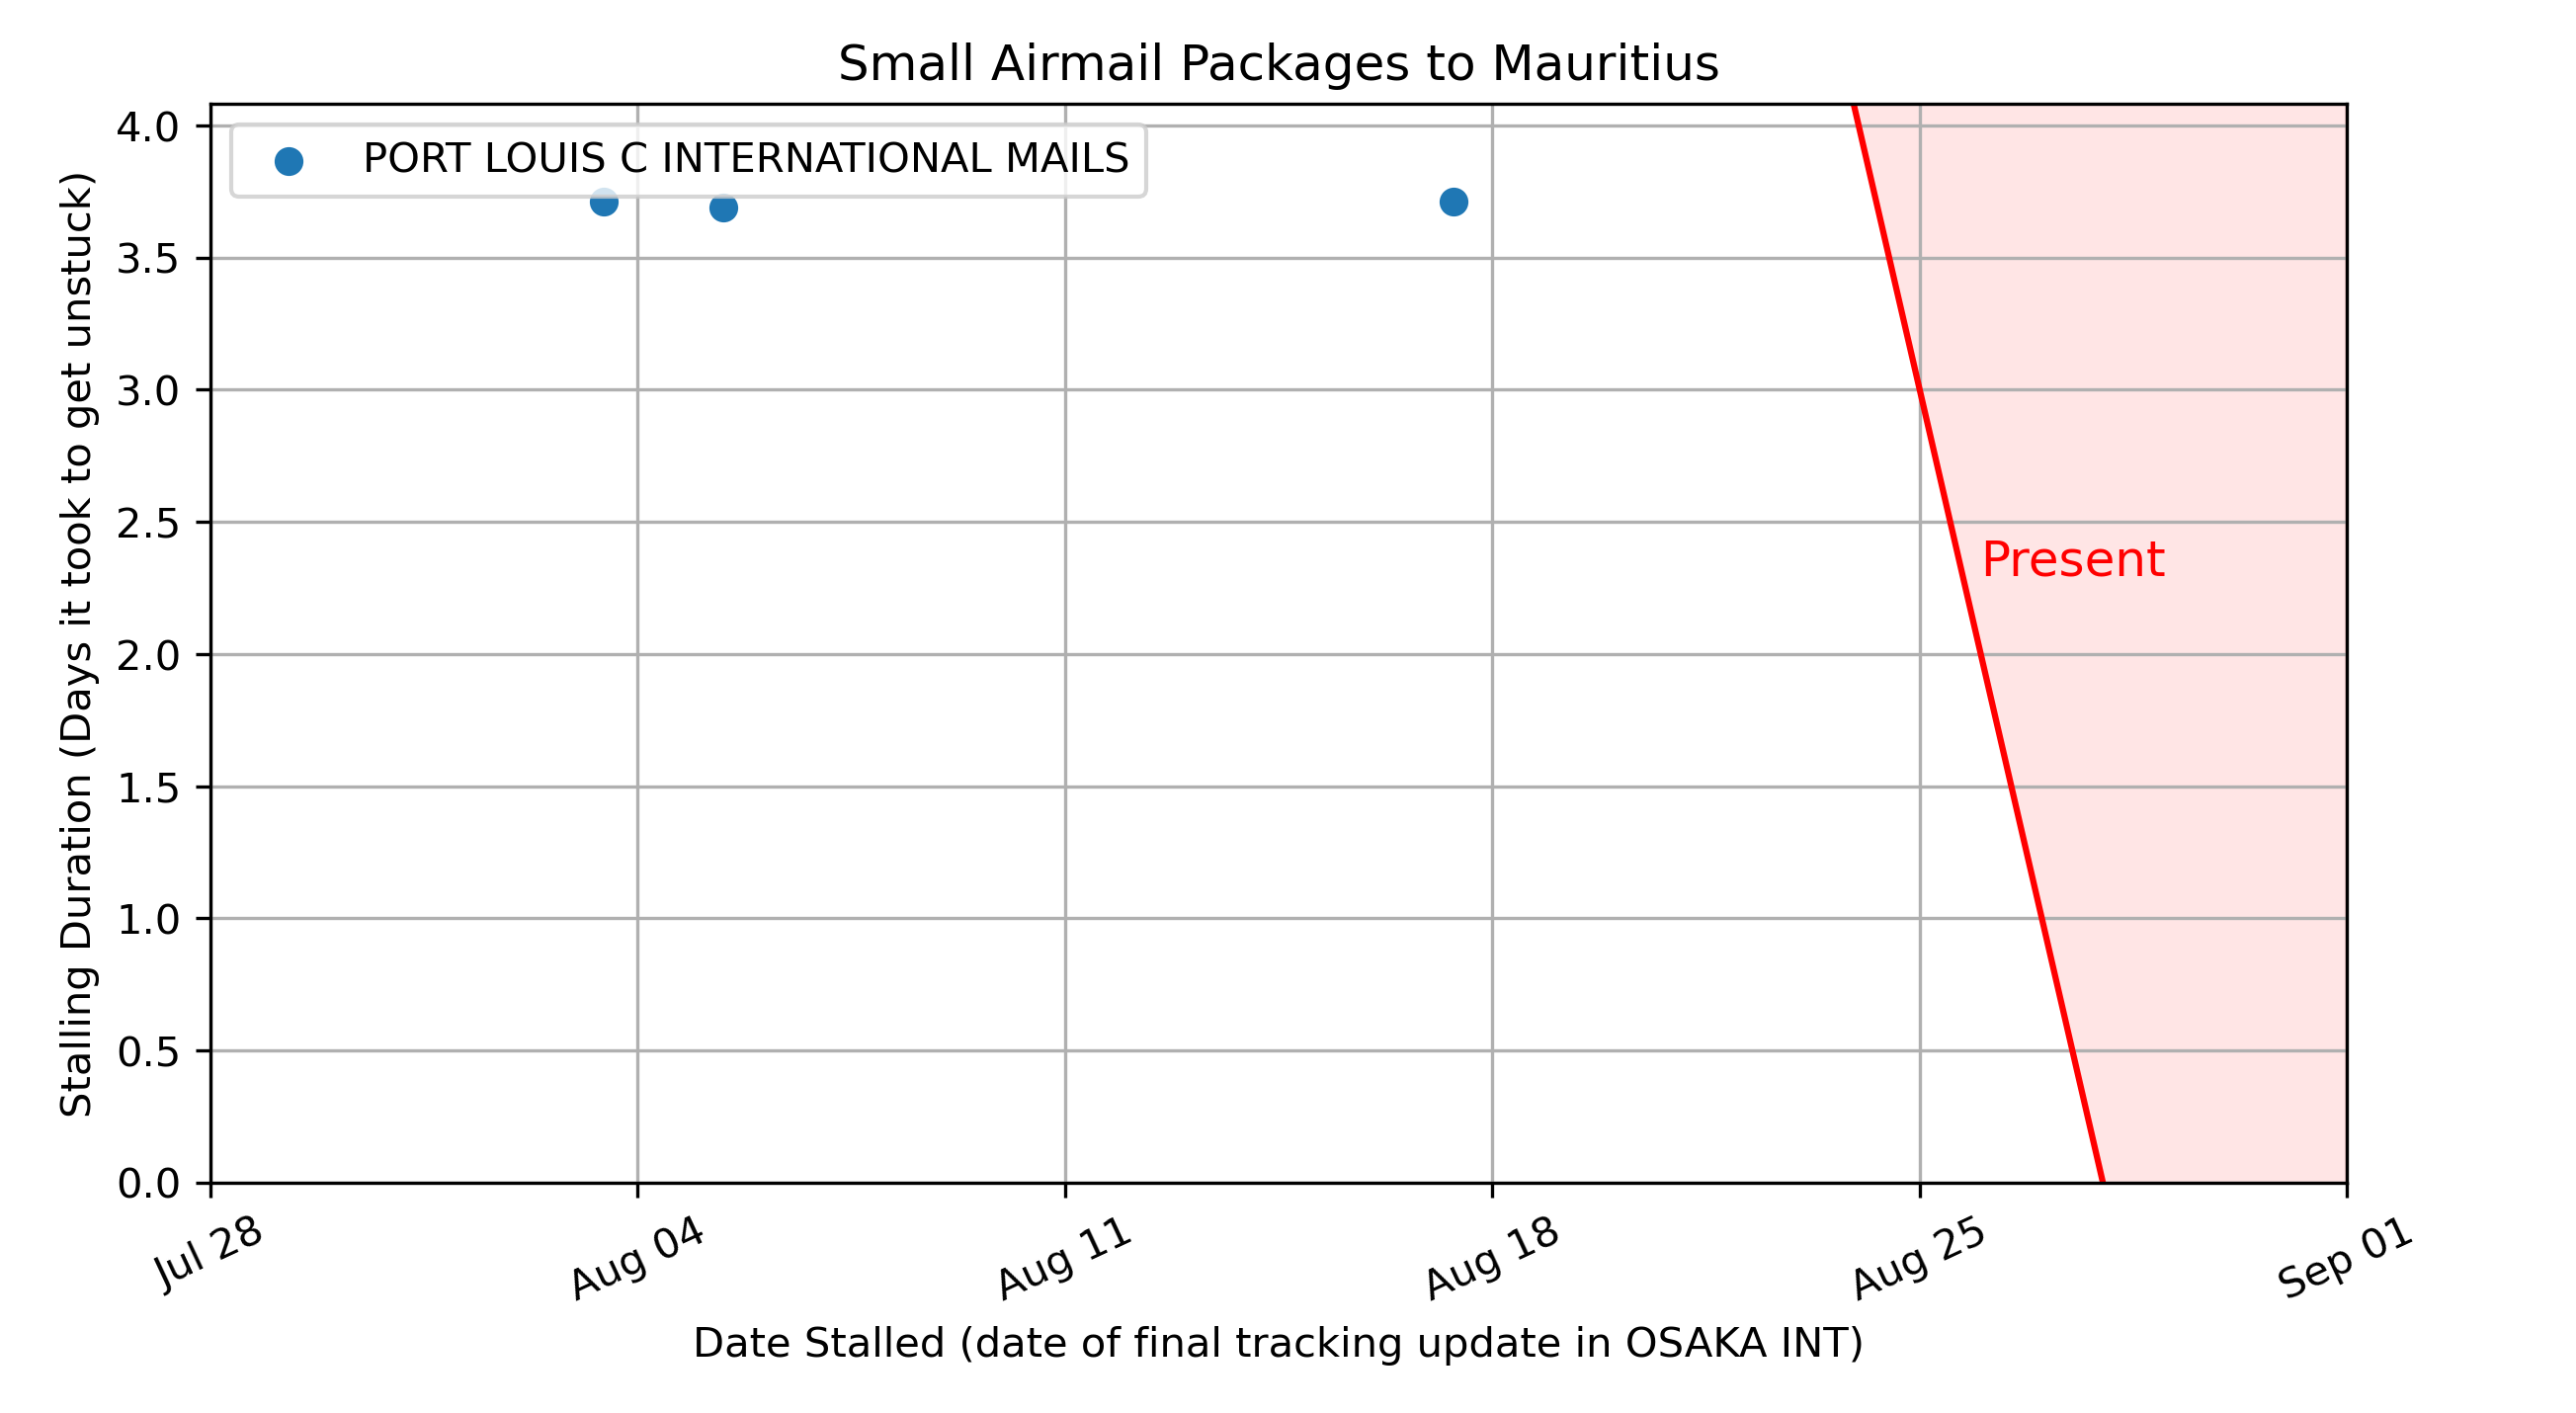 Small Airmail Packages to Mauritius
PORT LOUIS C INTERNATIONAL MAILS
Stalling Duration (Days it took to get unstuck)
4.0
3.5
3.0
2.5
2.0
1.5
1.0
0.5
0.0
Present
Jul 28
Aug 04
Aug 11
Aug 18
Aug 25
Sep 01
Date Stalled (date of final tracking update in OSAKA INT)